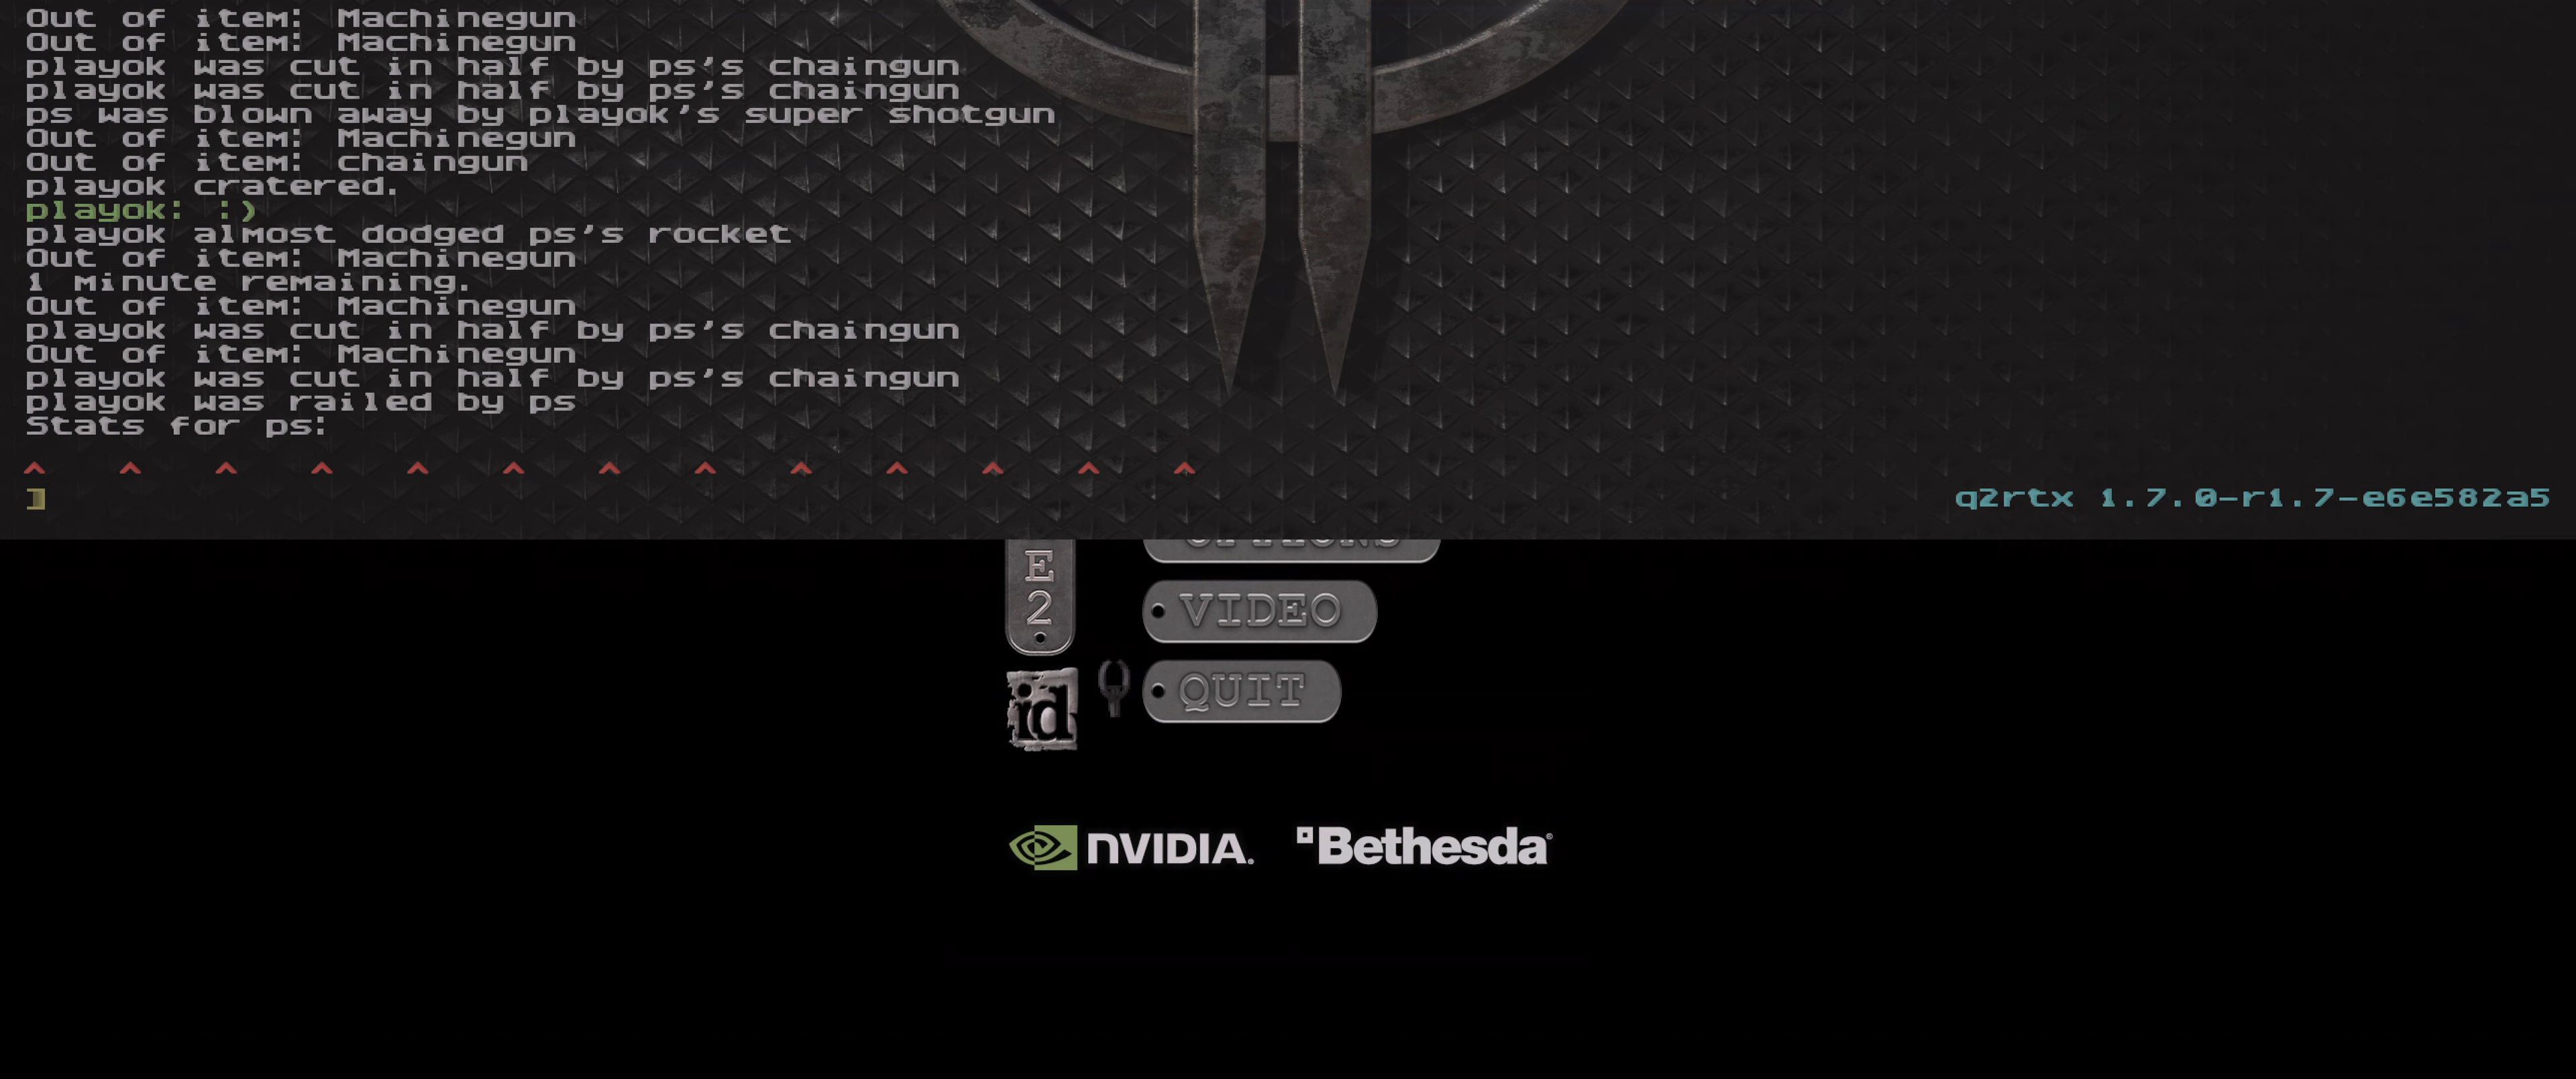 Out of item: Machinegun
Out of item: Machinegun
playok was cut in half by ps's chaingun
playok was cut in half by ps's chaingun
ps was blown away by playok's super shotgun
Out of item: Machinegun
Out of item: chaingun
playok cratered.
playok: :)
playok almost dodged ps's rocket
Out of item: Machinegun
1 minute remaining.
Out of item: Machinegun
playok was cut in half by ps's chaingun
Out of item: Machinegun
playok was cut in half by ps's chaingun
playok was railed by ps
Stats for ps:
^ ^ ^ ^ ^ ^ ^ ^ ^ ^ ^ ^ ^
]
q2rtx 1.7.0-r1.7-e6e582a5
OPTIONS
E
2
VIDEO
id
QUIT
NVIDIA.
Bethesda®